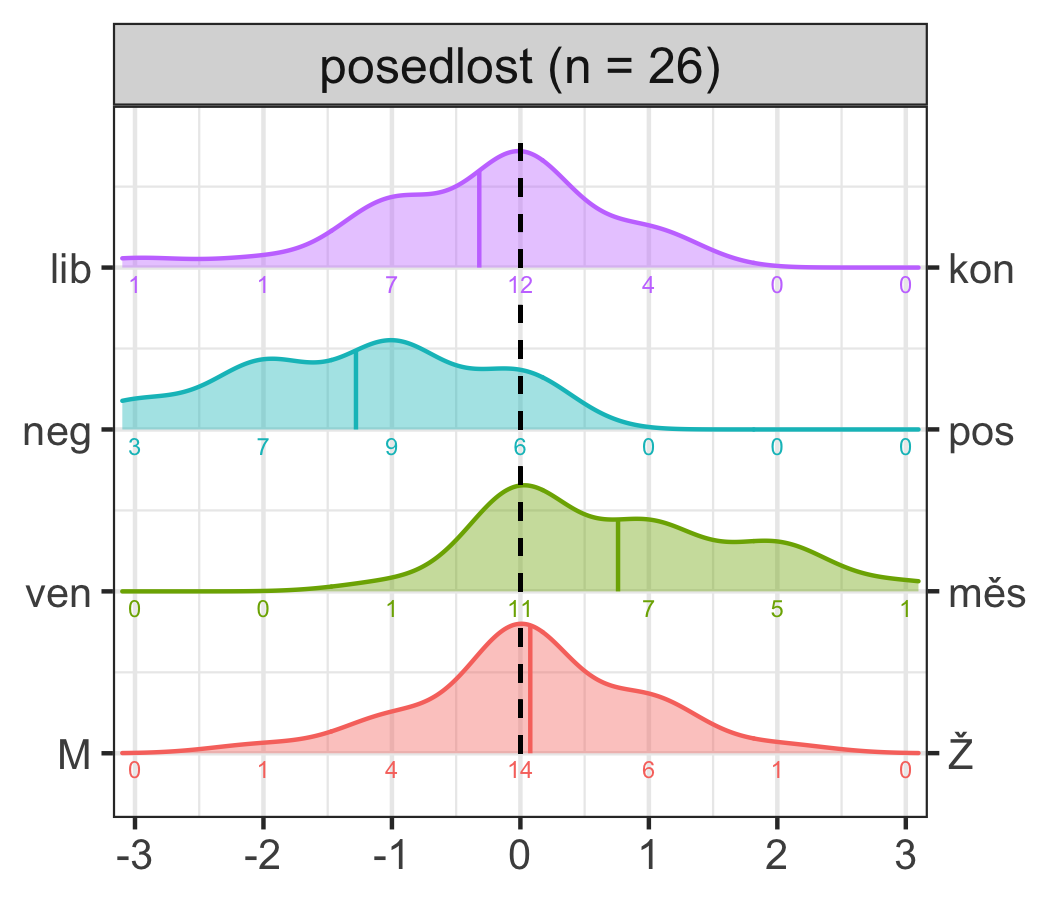 posedlost (n = 26)
lib kon
1 1 7 12 4 0 0
neg pos
3 7 9 6 0 0 0
ven měs
0 0 1 11 7 5 1
M Ž
0 1 4 14 6 1 0
-3 -2 -1 0 1 2 3